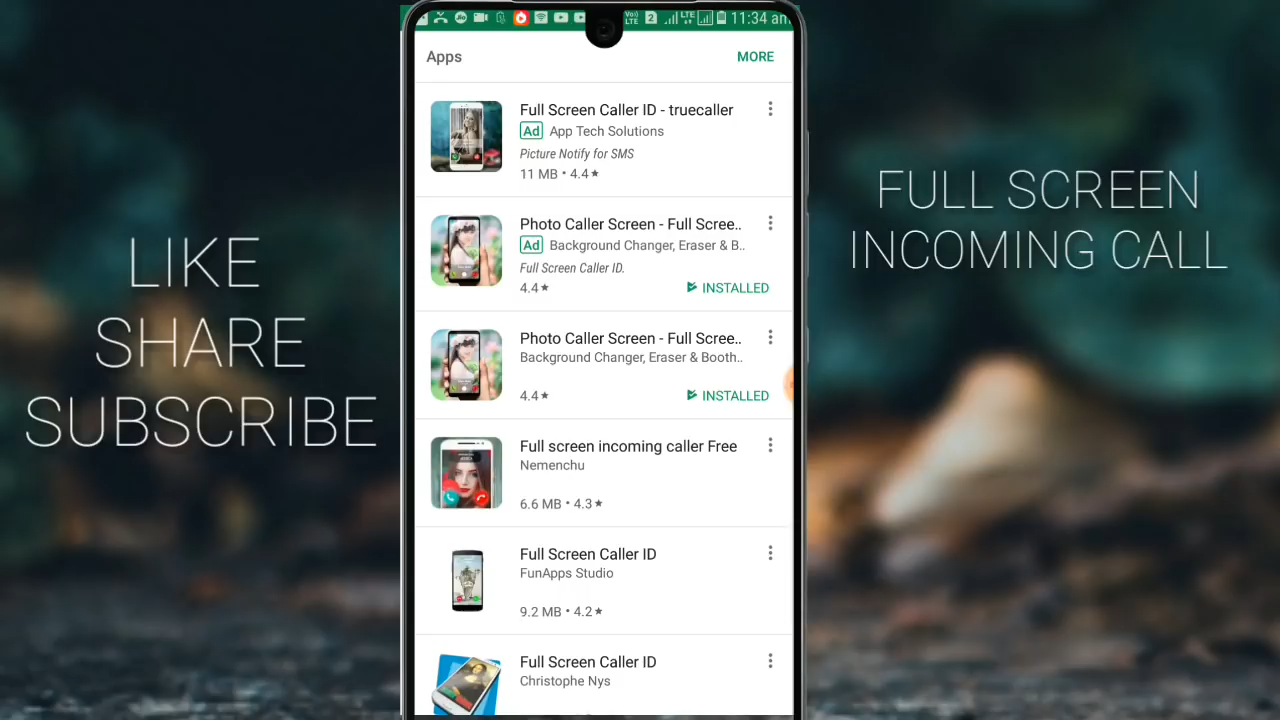 LIKE
SHARE
SUBSCRIBE
Vo)
LTE
2
LTE
11:34 am
Apps
MORE
Full Screen Caller ID - truecaller
Ad App Tech Solutions
Picture Notify for SMS
11 MB • 4.4★
Photo Caller Screen - Full Scree..
Ad Background Changer, Eraser & B..
Full Screen Caller ID.
4.4★ INSTALLED
Photo Caller Screen - Full Scree..
Background Changer, Eraser & Booth..
4.4★ INSTALLED
Full screen incoming caller Free
Nemenchu
6.6 MB • 4.3★
Full Screen Caller ID
FunApps Studio
9.2 MB • 4.2★
Full Screen Caller ID
Christophe Nys
FULL SCREEN
INCOMING CALL